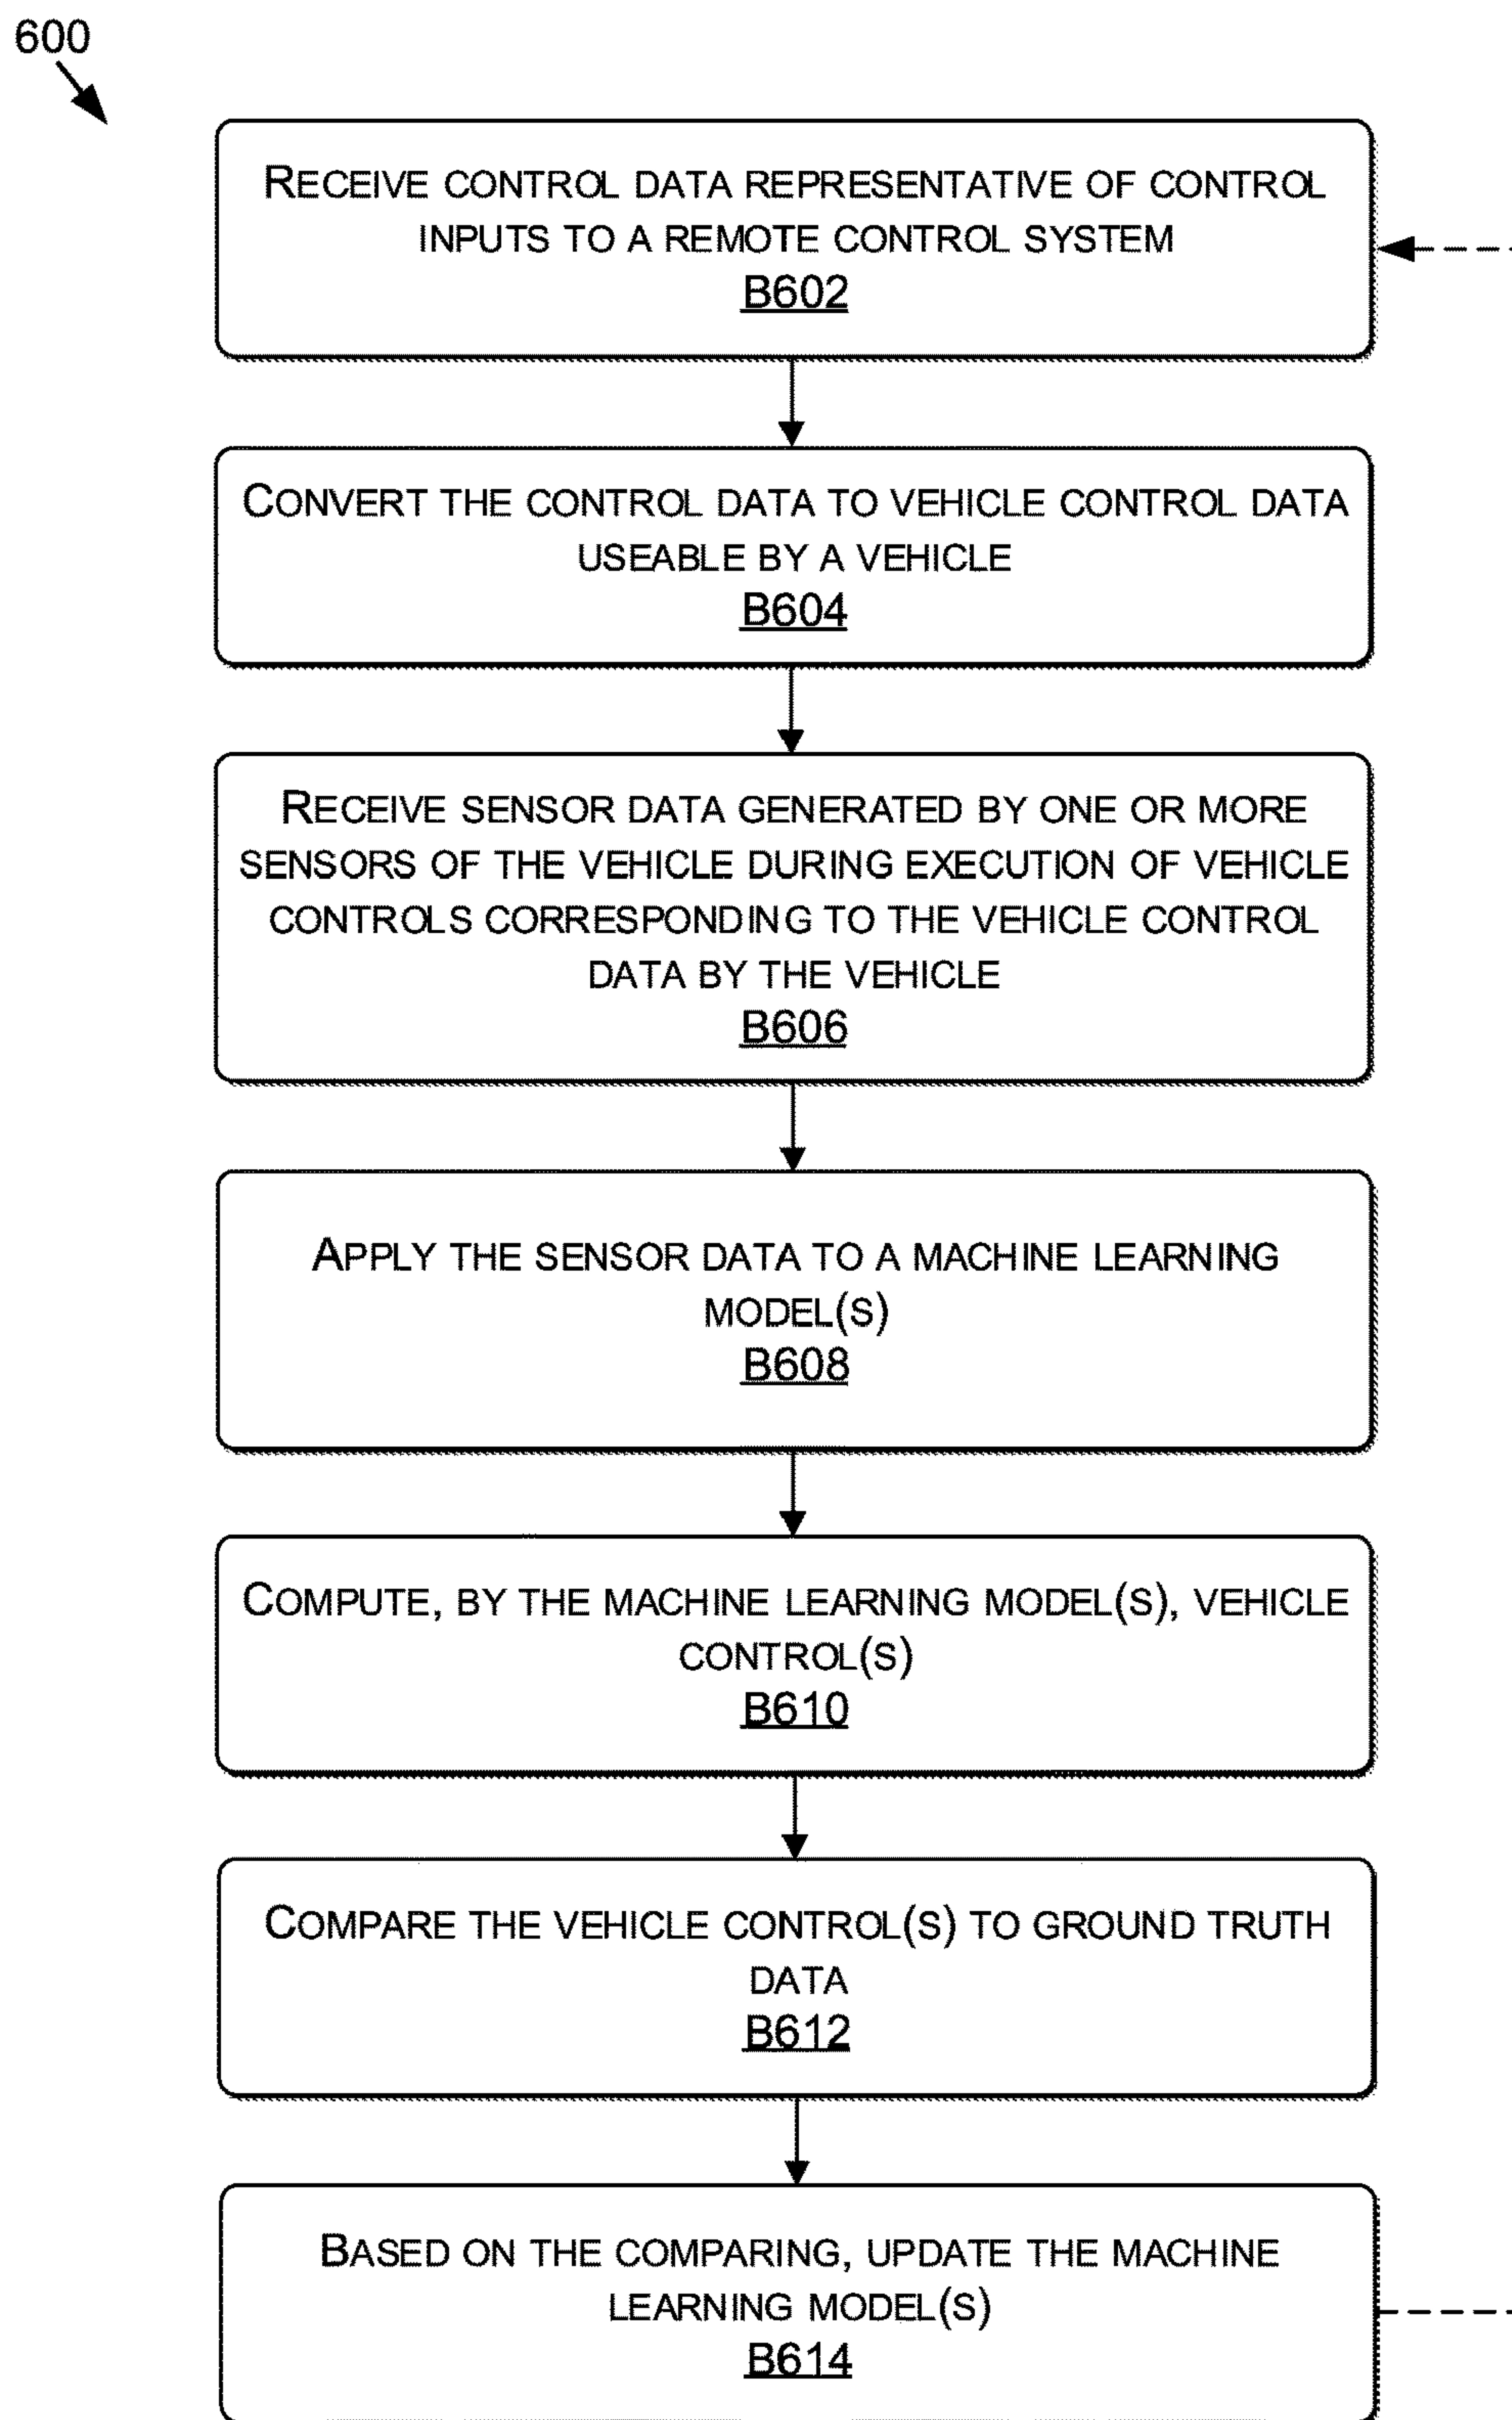 600
RECEIVE CONTROL DATA REPRESENTATIVE OF CONTROL
INPUTS TO A REMOTE CONTROL SYSTEM
B602
CONVERT THE CONTROL DATA TO VEHICLE CONTROL DATA
USEABLE BY A VEHICLE
B604
RECEIVE SENSOR DATA GENERATED BY ONE OR MORE
SENSORS OF THE VEHICLE DURING EXECUTION OF VEHICLE
CONTROLS CORRESPONDING TO THE VEHICLE CONTROL
DATA BY THE VEHICLE
B606
APPLY THE SENSOR DATA TO A MACHINE LEARNING
MODEL(S)
B608
COMPUTE, BY THE MACHINE LEARNING MODEL(S), VEHICLE
CONTROL(S)
B610
COMPARE THE VEHICLE CONTROL(S) TO GROUND TRUTH
DATA
B612
BASED ON THE COMPARING, UPDATE THE MACHINE
LEARNING MODEL(S)
B614